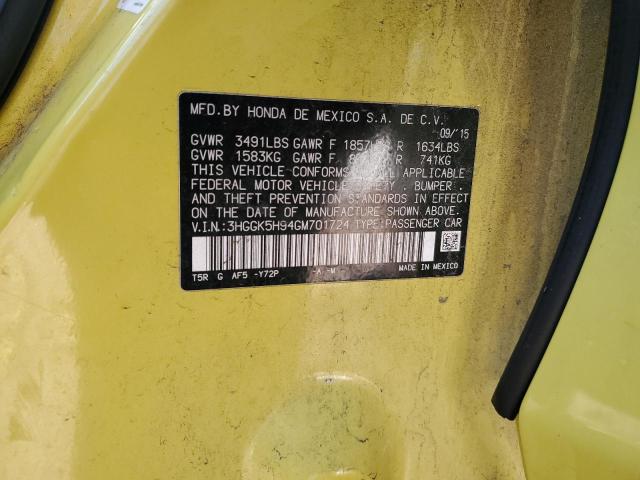 MFD. BY HONDA DE MEXICO S.A. DE C.V.
09/'15
GVWR 3491LBS GAWR F 1857LBS R 1634LBS
GVWR 1583KG GAWR F R 741KG
THIS VEHICLE CONFORMS ALL APPLICABLE
FEDERAL MOTOR VEHICLE SAFETY, BUMPER,
AND THEFT PREVENTION STANDARDS IN EFFECT
ON THE DATE OF MANUFACTURE SHOWN ABOVE.
V.I.N.:3HGGK5H94GM701724 TYPE:PASSENGER CAR
T5R G AF5 -Y72P -A -M MADE IN MEXICO